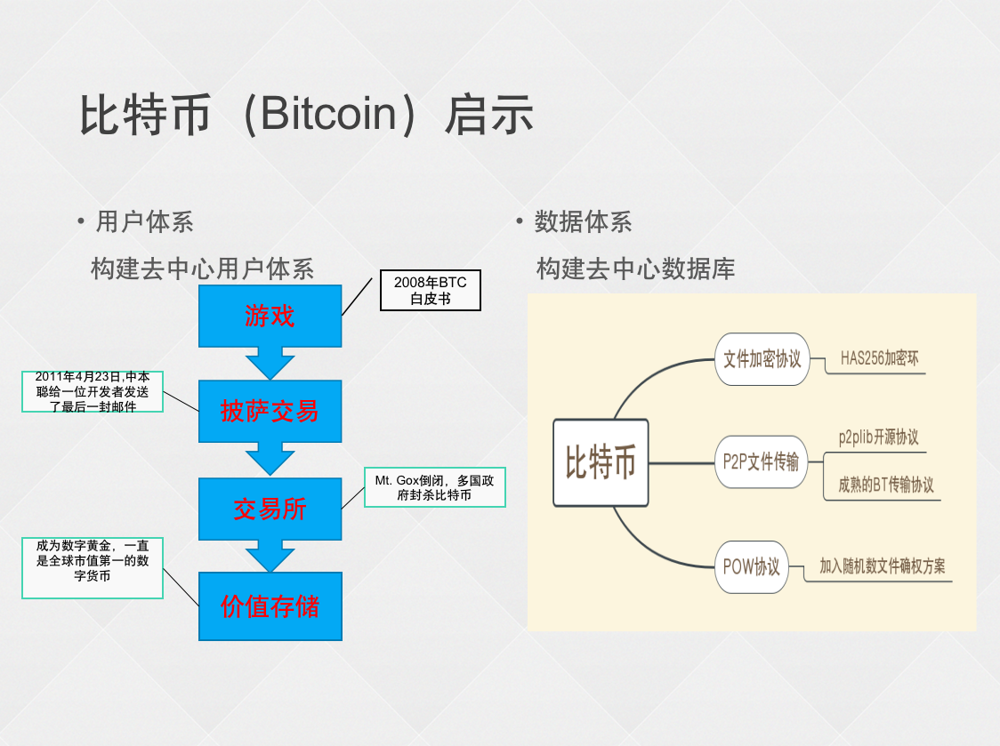 比特币（Bitcoin）启示
• 用户体系
构建去中心用户体系
2008年BTC
白皮书
游戏
2011年4月23日,中本
聪给一位开发者发送
了最后一封邮件
披萨交易
Mt. Gox倒闭，多国政
府封杀比特币
交易所
成为数字黄金，一直
是全球市值第一的数
字货币
价值存储
• 数据体系
构建去中心数据库
比特币
文件加密协议
HAS256加密环
P2P文件传输
p2plib开源协议
成熟的BT传输协议
POW协议
加入随机数文件确权方案